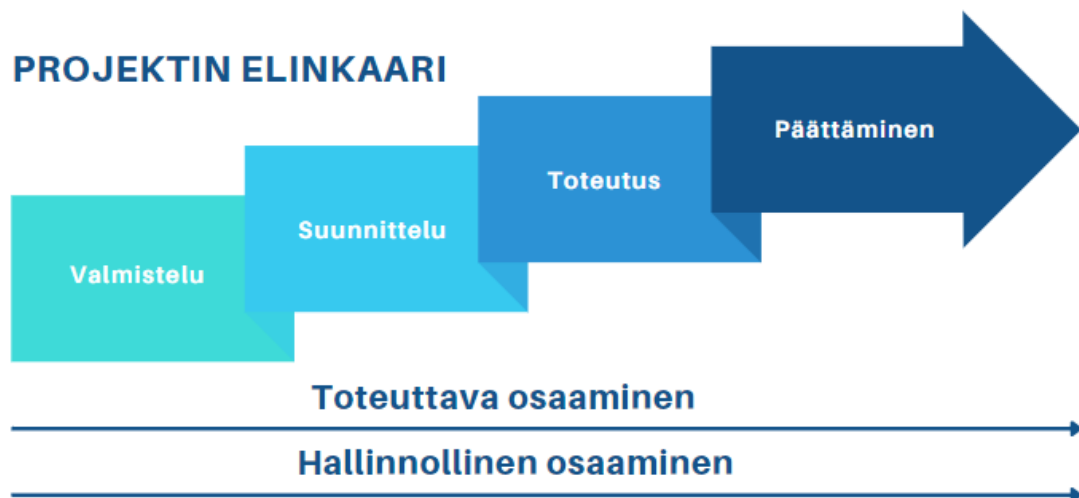 PROJEKTIN ELINKAARI
Valmistelu
Suunnittelu
Toteutus
Päättäminen
Toteuttava osaaminen
Hallinnollinen osaaminen